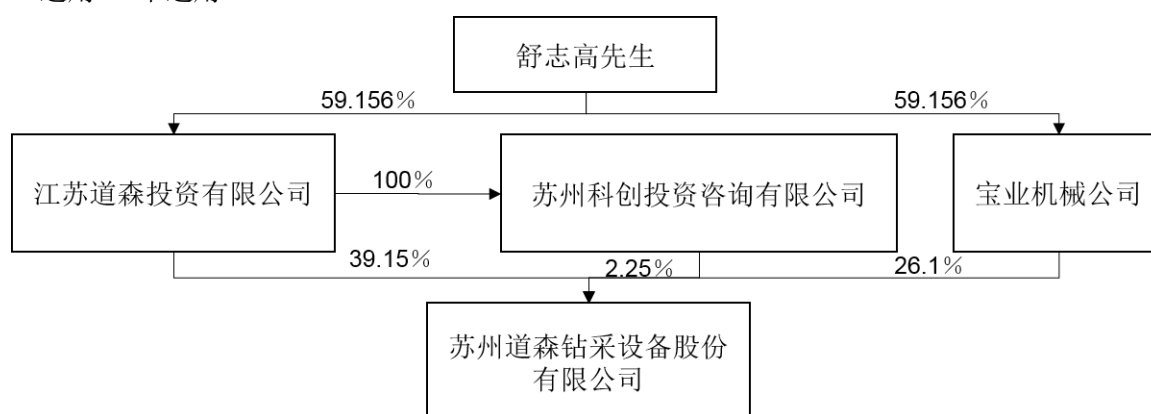 舒志高先生
59.156%
59.156%
江苏道森投资有限公司
100%
苏州科创投资咨询有限公司
宝业机械公司
39.15%
2.25%
26.1%
苏州道森钻采设备股份
有限公司